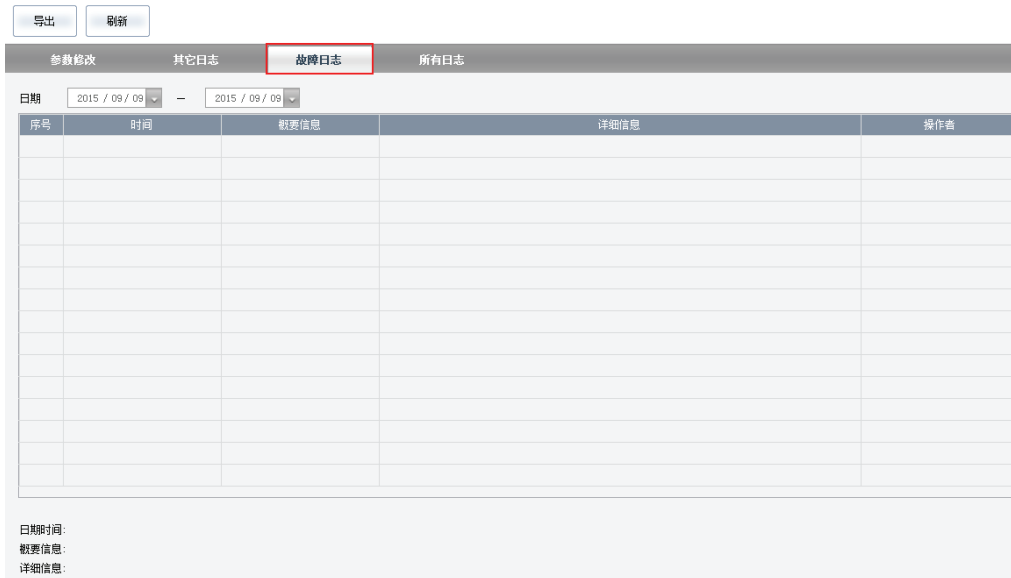 导出 刷新
参数修改 其它日志 故障日志 所有日志
日期 2015 / 09 / 09 – 2015 / 09 / 09
序号 时间 概要信息 详细信息 操作者
日期时间:
概要信息:
详细信息: